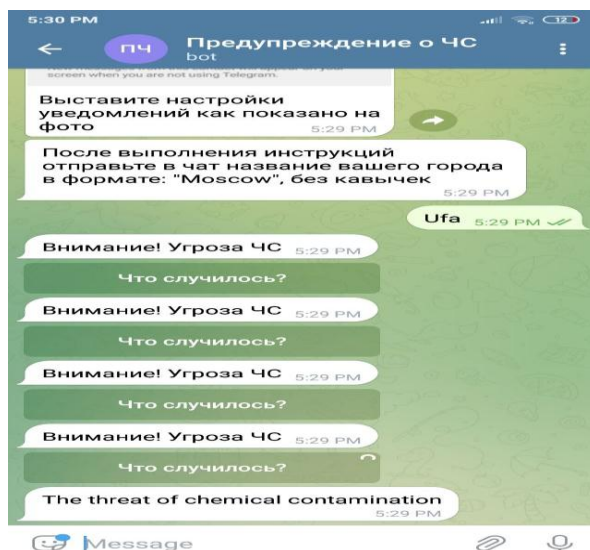 5:30 PM
12
ПЧ
Предупреждение о ЧС
bot
screen when you are not using Telegram.
Выставите настройки
уведомлений как показано на
фото
5:29 PM
После выполнения инструкций
отправьте в чат название вашего города
в формате: "Moscow", без кавычек
5:29 PM
Ufa 5:29 PM
Внимание! Угроза ЧС 5:29 PM
Что случилось?
Внимание! Угроза ЧС 5:29 PM
Что случилось?
Внимание! Угроза ЧС 5:29 PM
Что случилось?
Внимание! Угроза ЧС 5:29 PM
Что случилось?
The threat of chemical contamination
5:29 PM
Message